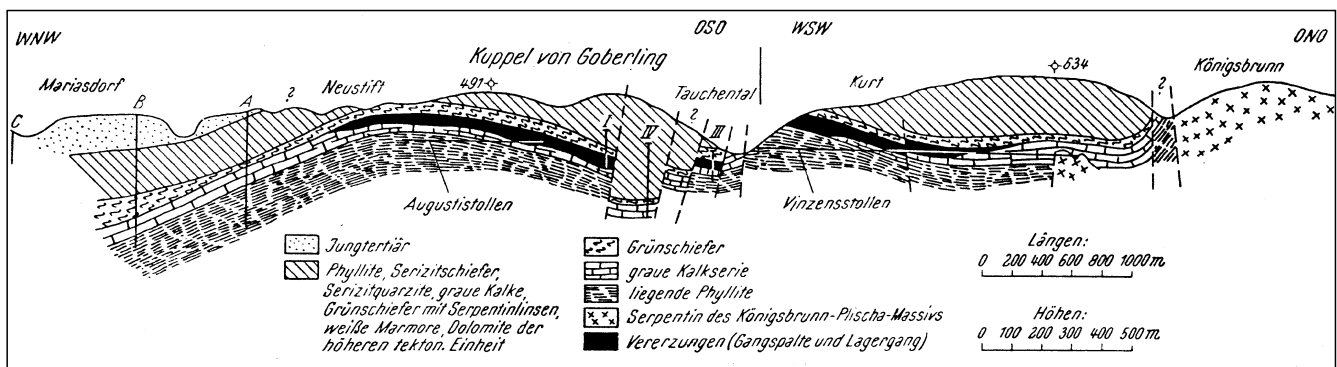 WNW
OSO
WSW
ONO
Kuppel von Goberling
Mariasdorf
?
Neustift
491
Tauchental
Kurt
634
?
Königsbrunn
C
B
A
I
IV
?
III
Augustistollen
Vinzensstollen
Jungtertiär
Phyllite, Serizitschiefer,
Serizitquarzite, graue Kalke,
Grünschiefer mit Serpentinlinsen,
weiße Marmore, Dolomite der
höheren tekton. Einheit
Grünschiefer
graue Kalkserie
liegende Phyllite
Serpentin des Königsbrunn-Plischa-Massivs
Vererzungen (Gangspalte und Lagergang)
Längen:
0 200 400 600 800 1000m
Höhen:
0 100 200 300 400 500m